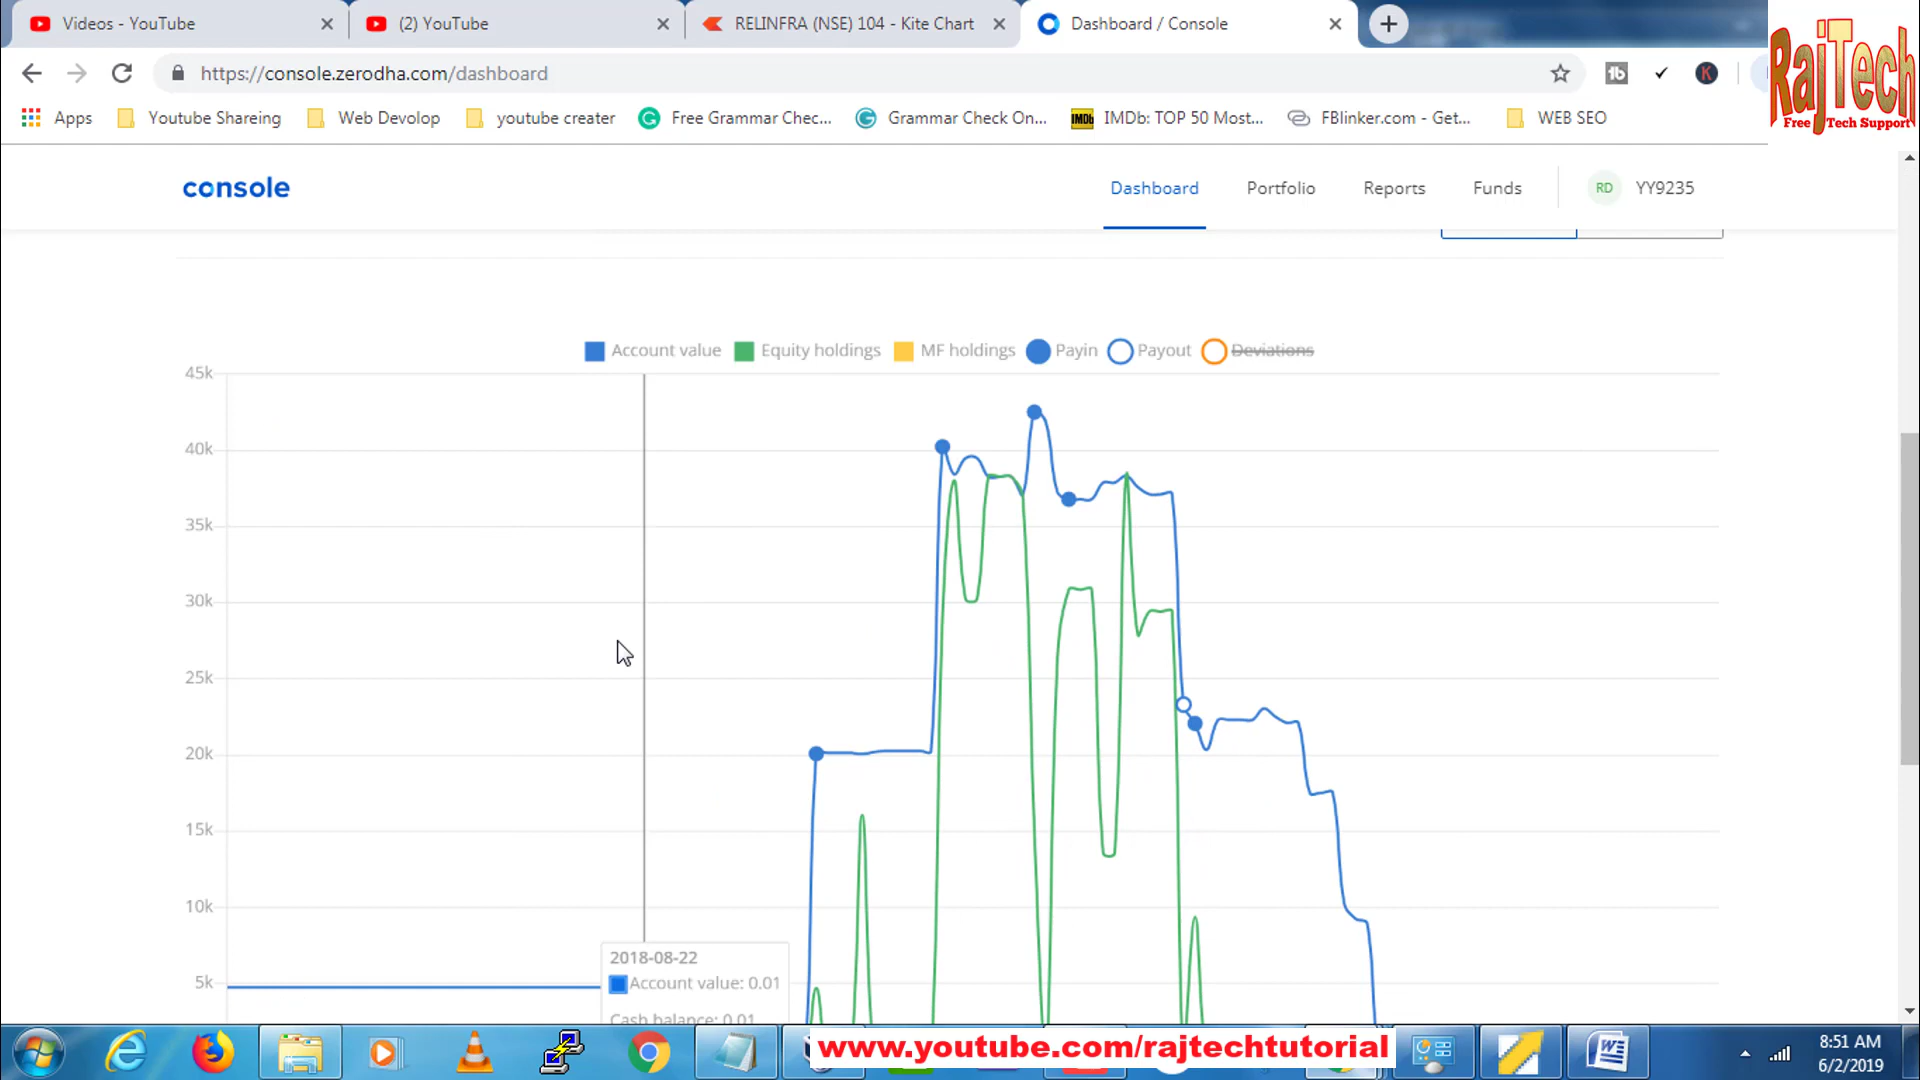 Videos - YouTube
(2) YouTube
RELINFRA (NSE) 104 - Kite Chart
Dashboard / Console
https://console.zerodha.com/dashboard
Apps
Youtube Shareing
Web Devolop
youtube creater
Free Grammar Chec...
Grammar Check On...
IMDb: TOP 50 Most...
FBlinker.com - Get...
WEB SEO
RajTech
Free Tech Support
console
Dashboard
Portfolio
Reports
Funds
RD
YY9235
Account value
Equity holdings
MF holdings
Payin
Payout
Deviations
45k
40k
35k
30k
25k
20k
15k
10k
5k
2018-08-22
Account value: 0.01
Cash balance: 0.01
www.youtube.com/rajtechtutorial
8:51 AM
6/2/2019